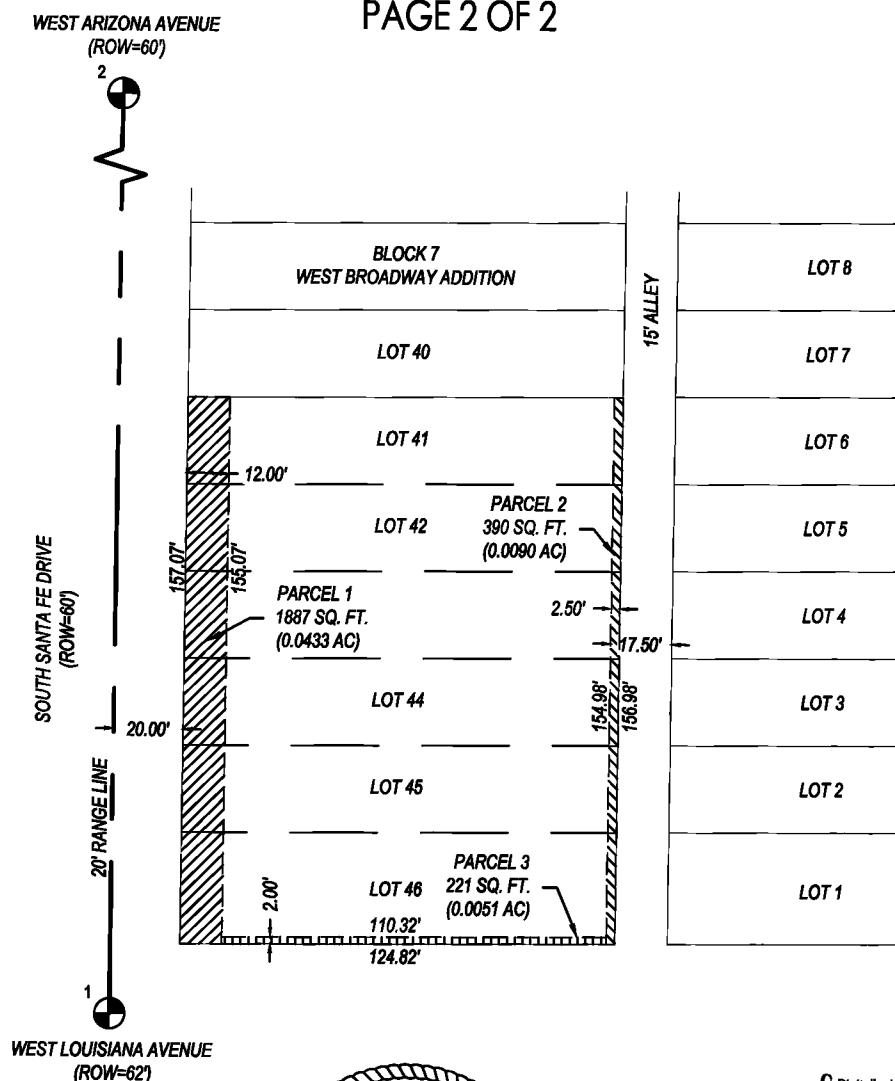 PAGE 2 OF 2
WEST ARIZONA AVENUE
(ROW=60')
2
BLOCK 7
WEST BROADWAY ADDITION
LOT 8
15' ALLEY
LOT 40
LOT 7
LOT 41
LOT 6
12.00'
PARCEL 2
390 SQ. FT.
(0.0090 AC)
LOT 42
LOT 5
157.07'
155.07'
PARCEL 1
1887 SQ. FT.
(0.0433 AC)
2.50'
LOT 4
17.50'
SOUTH SANTA FE DRIVE
(ROW=60')
LOT 44
154.98'
156.98'
LOT 3
20.00'
20' RANGE LINE
LOT 45
LOT 2
PARCEL 3
221 SQ. FT.
(0.0051 AC)
2.00'
LOT 46
LOT 1
110.32'
124.82'
1
WEST LOUISIANA AVENUE
(ROW=62')